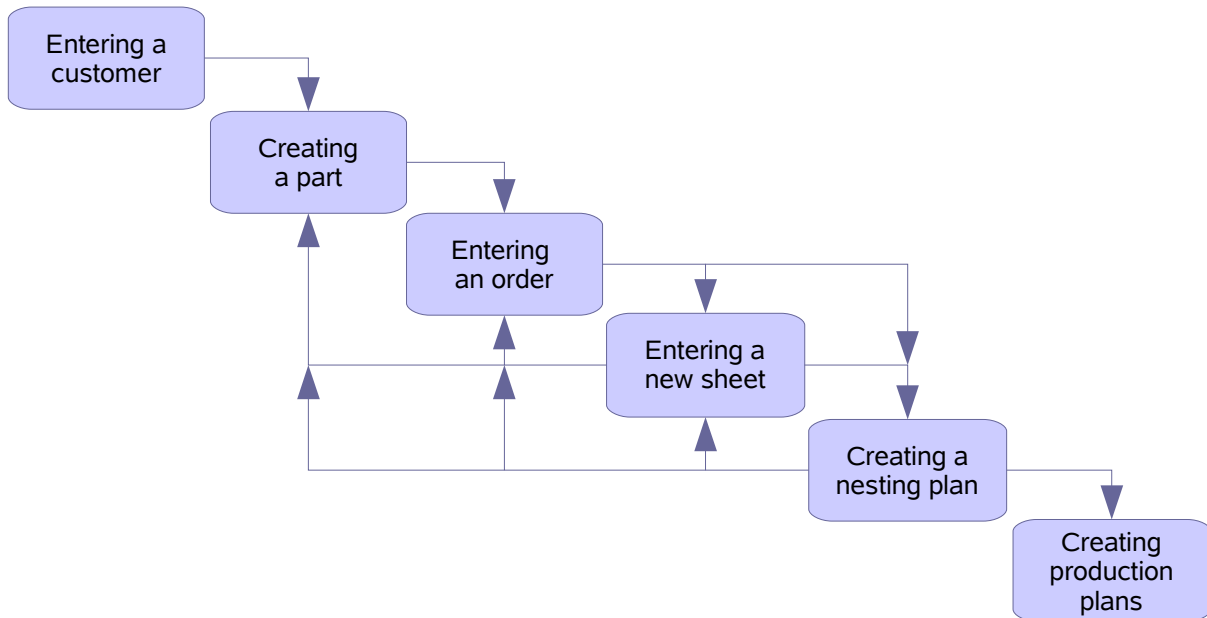 Entering a
customer
Creating
a part
Entering
an order
Entering a
new sheet
Creating a
nesting plan
Creating
production
plans